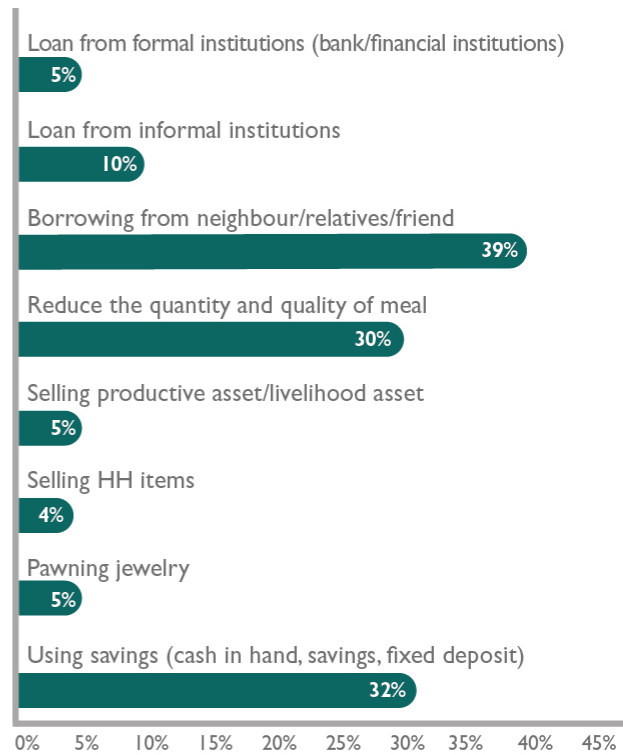 Loan from formal institutions (bank/financial institutions)
5%
Loan from informal institutions
10%
Borrowing from neighbour/relatives/friend
39%
Reduce the quantity and quality of meal
30%
Selling productive asset/livelihood asset
5%
Selling HH items
4%
Pawning jewelry
5%
Using savings (cash in hand, savings, fixed deposit)
32%
0% 5% 10% 15% 20% 25% 30% 35% 40% 45%